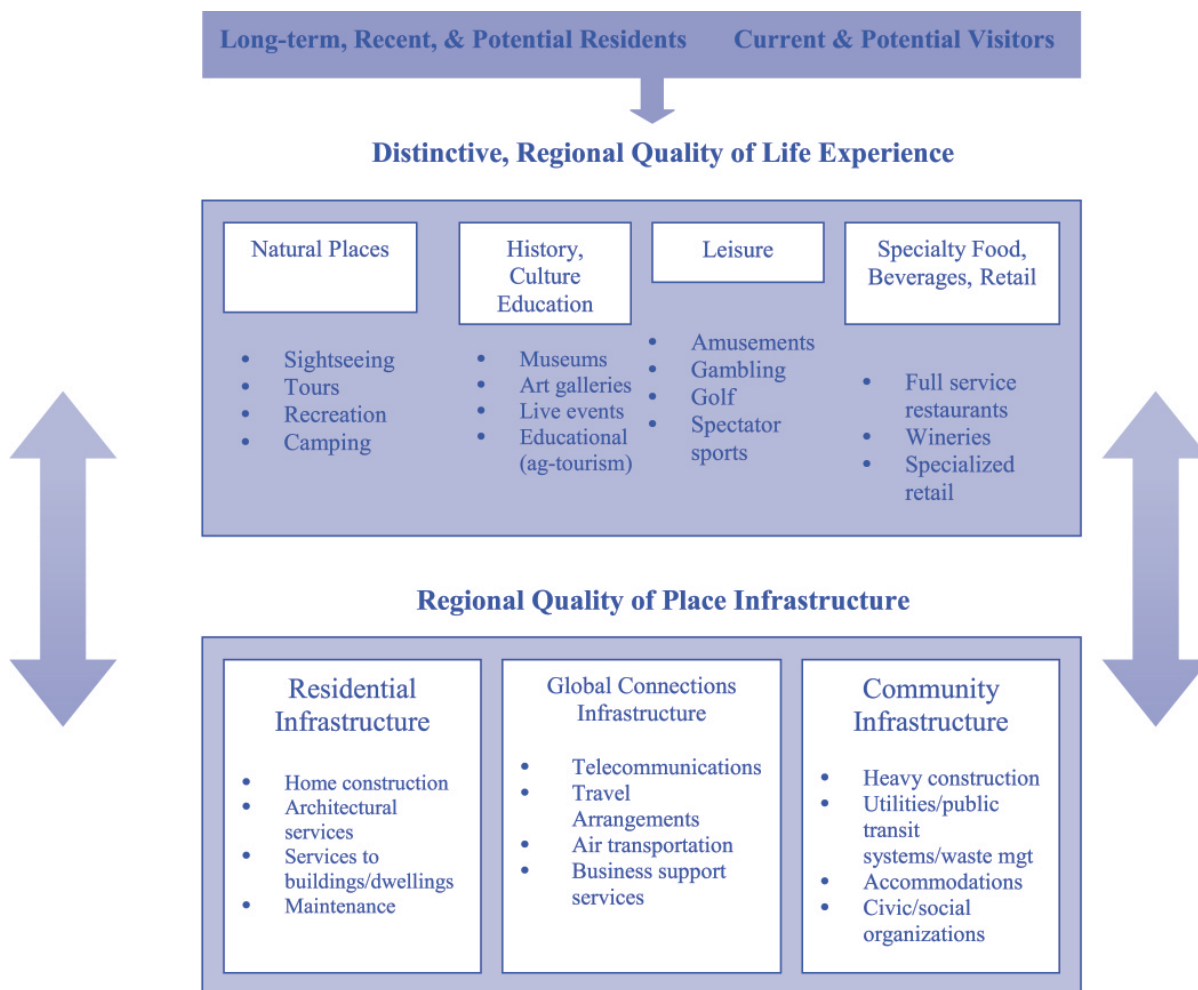 Long-term, Recent, & Potential Residents Current & Potential Visitors
Distinctive, Regional Quality of Life Experience
Natural Places
• Sightseeing
• Tours
• Recreation
• Camping
History,
Culture
Education
• Museums
• Art galleries
• Live events
• Educational
(ag-tourism)
Leisure
• Amusements
• Gambling
• Golf
• Spectator
sports
Specialty Food,
Beverages, Retail
• Full service
restaurants
• Wineries
• Specialized
retail
Regional Quality of Place Infrastructure
Residential
Infrastructure
• Home construction
• Architectural
services
• Services to
buildings/dwellings
• Maintenance
Global Connections
Infrastructure
• Telecommunications
• Travel
Arrangements
• Air transportation
• Business support
services
Community
Infrastructure
• Heavy construction
• Utilities/public
transit
systems/waste mgt
• Accommodations
• Civic/social
organizations